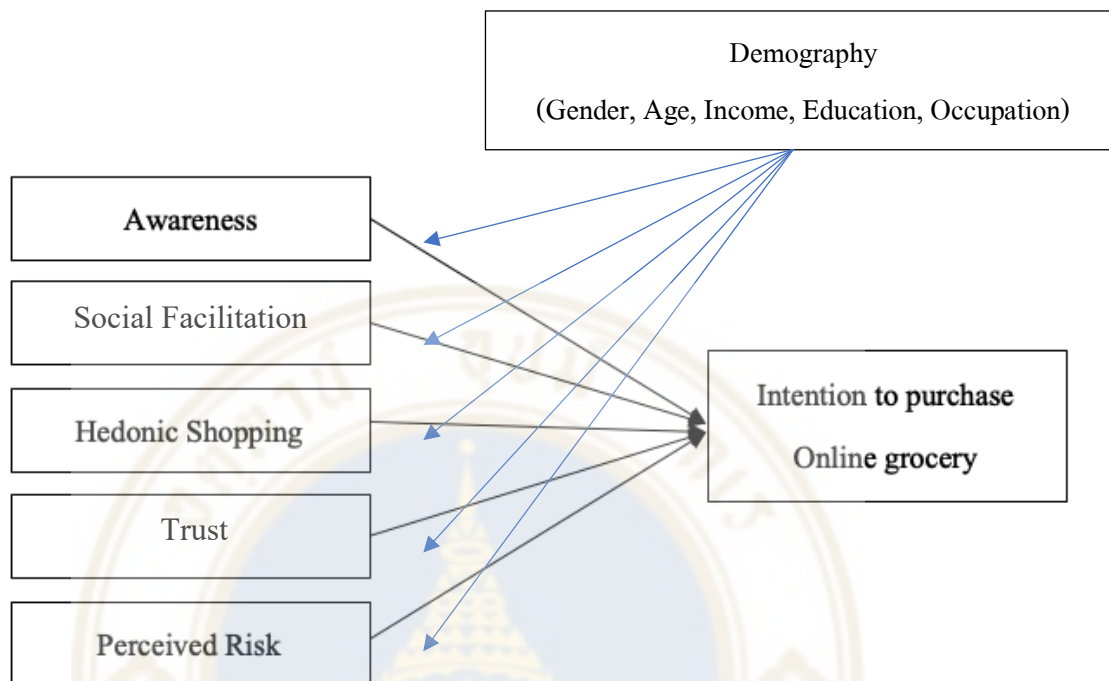 Demography
(Gender, Age, Income, Education, Occupation)
Awareness
Social Facilitation
Hedonic Shopping
Trust
Perceived Risk
Intention to purchase
Online grocery